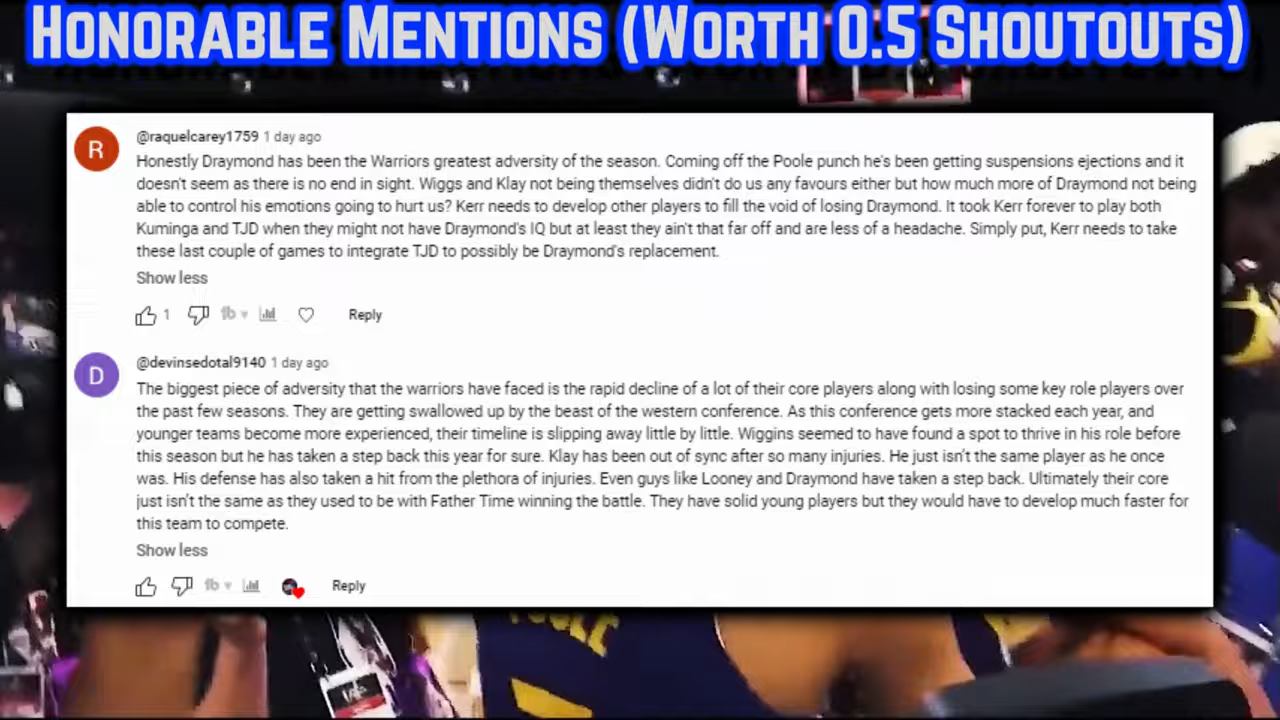 HONORABLE MENTIONS (WORTH 0.5 SHOUTOUTS)
R
@raquelcarey1759 1 day ago
Honestly Draymond has been the Warriors greatest adversity of the season. Coming off the Poole punch he's been getting suspensions ejections and it
doesn't seem as there is no end in sight. Wiggs and Klay not being themselves didn't do us any favours either but how much more of Draymond not being
able to control his emotions going to hurt us? Kerr needs to develop other players to fill the void of losing Draymond. It took Kerr forever to play both
Kuminga and TJD when they might not have Draymond's IQ but at least they ain't that far off and are less of a headache. Simply put, Kerr needs to take
these last couple of games to integrate TJD to possibly be Draymond's replacement.
Show less
1 tb Reply
D
@devinsedotal9140 1 day ago
The biggest piece of adversity that the warriors have faced is the rapid decline of a lot of their core players along with losing some key role players over
the past few seasons. They are getting swallowed up by the beast of the western conference. As this conference gets more stacked each year, and
younger teams become more experienced, their timeline is slipping away little by little. Wiggins seemed to have found a spot to thrive in his role before
this season but he has taken a step back this year for sure. Klay has been out of sync after so many injuries. He just isn't the same player as he once
was. His defense has also taken a hit from the plethora of injuries. Even guys like Looney and Draymond have taken a step back. Ultimately their core
just isn't the same as they used to be with Father Time winning the battle. They have solid young players but they would have to develop much faster for
this team to compete.
Show less
tb Reply